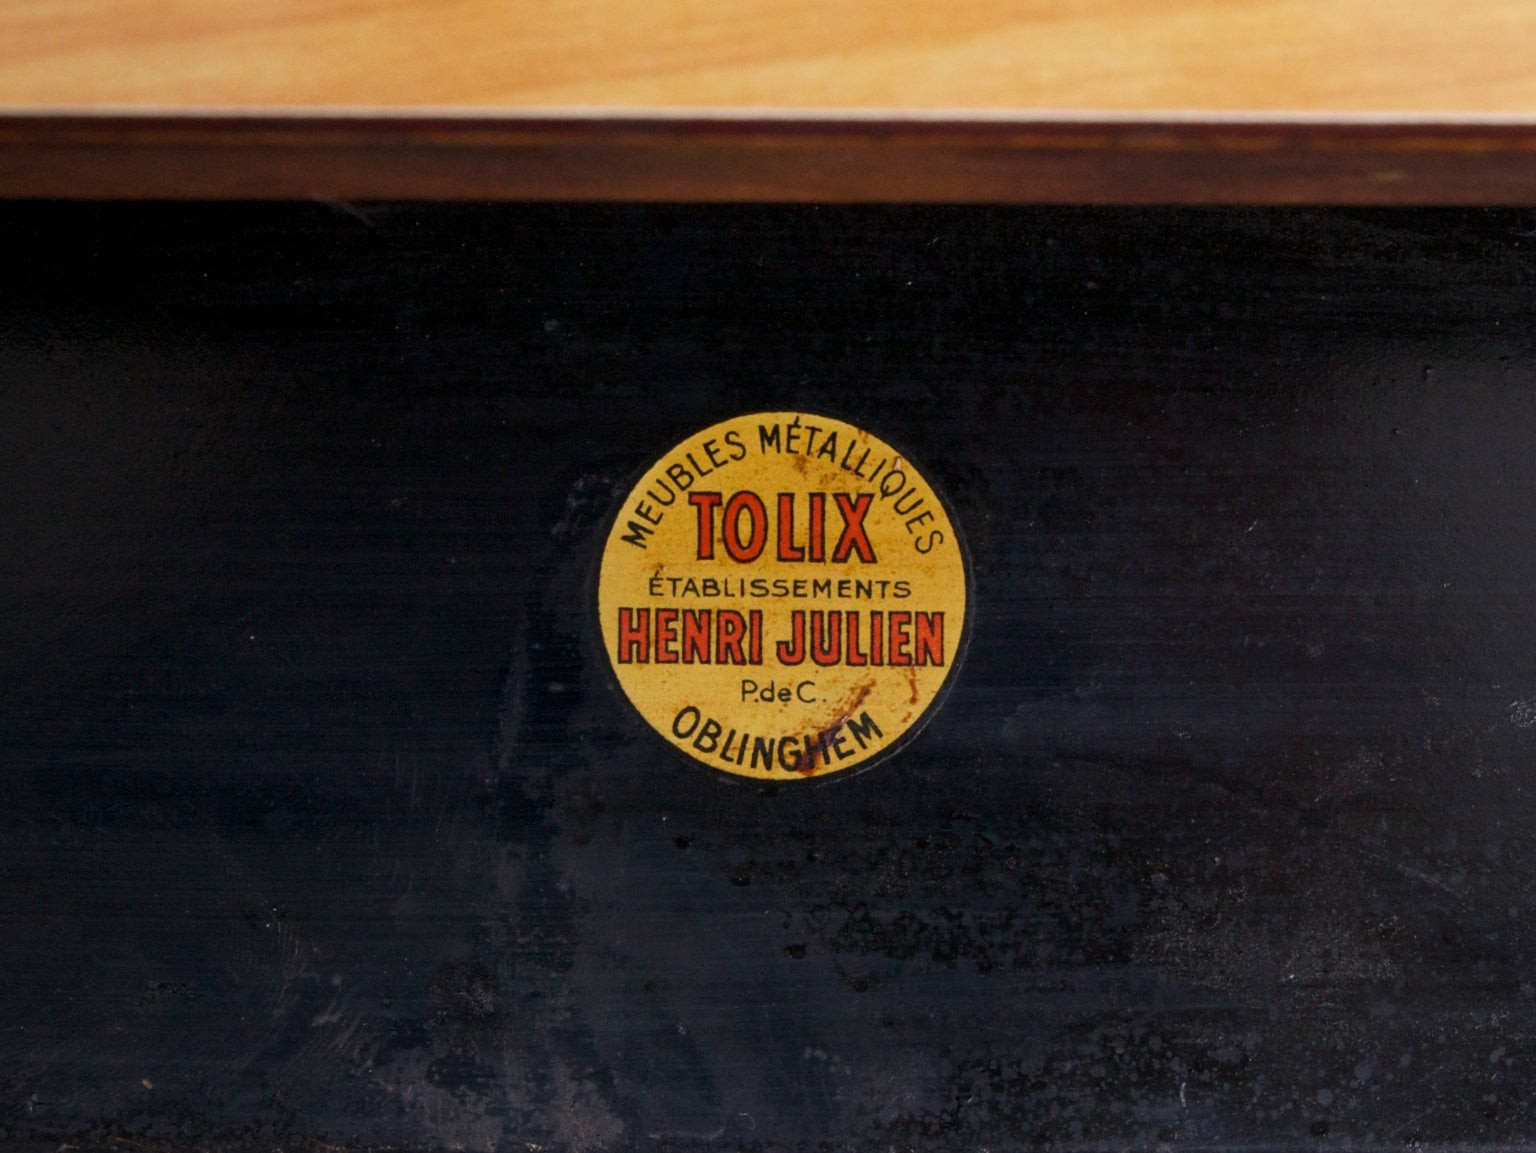 MEUBLES MÉTALLIQUES
TOLIX
ÉTABLISSEMENTS
HENRI JULIEN
P.deC.
OBLINGHEM